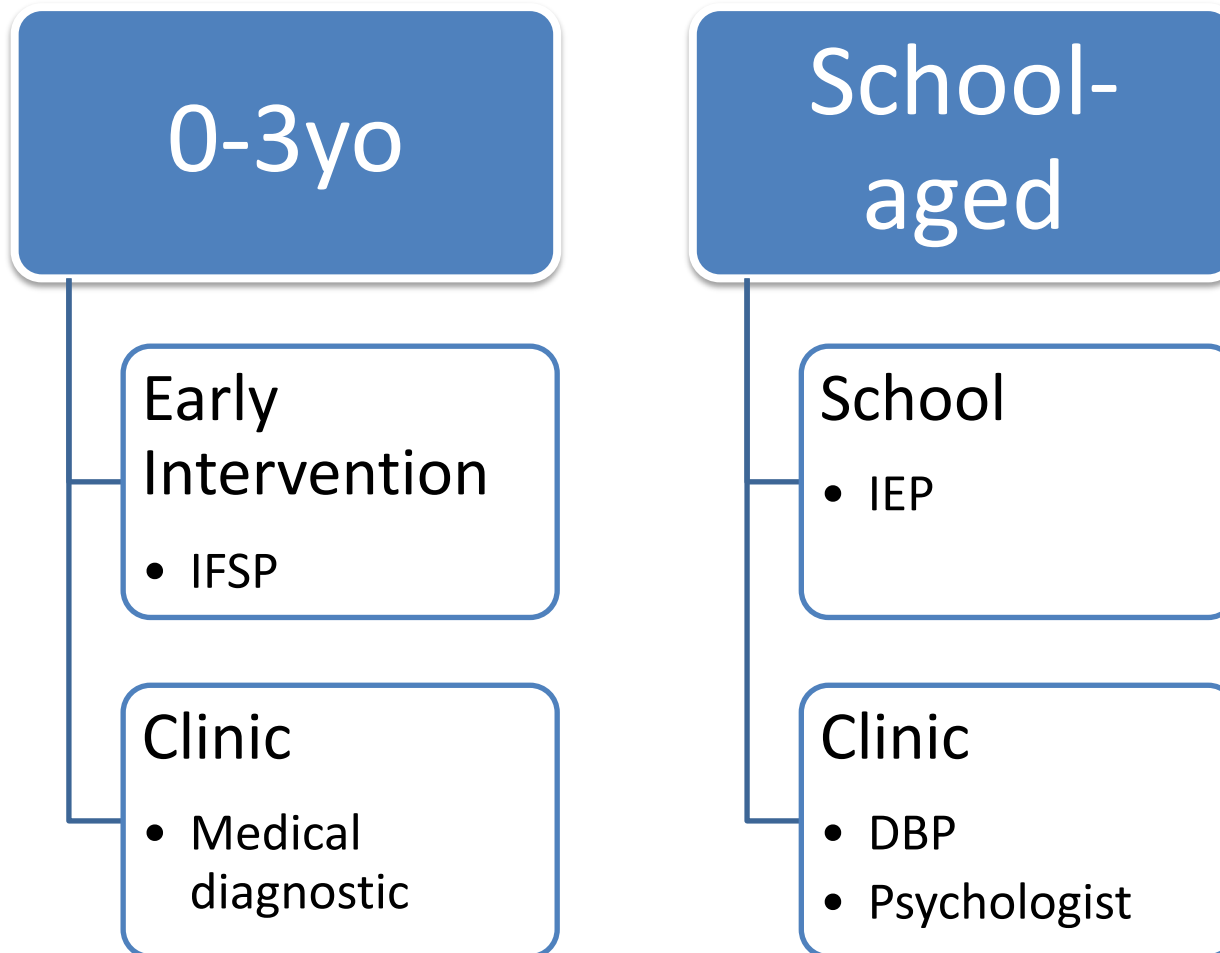 0-3yo
Early
Intervention
• IFSP
Clinic
• Medical
diagnostic
School-
aged
School
• IEP
Clinic
• DBP
• Psychologist